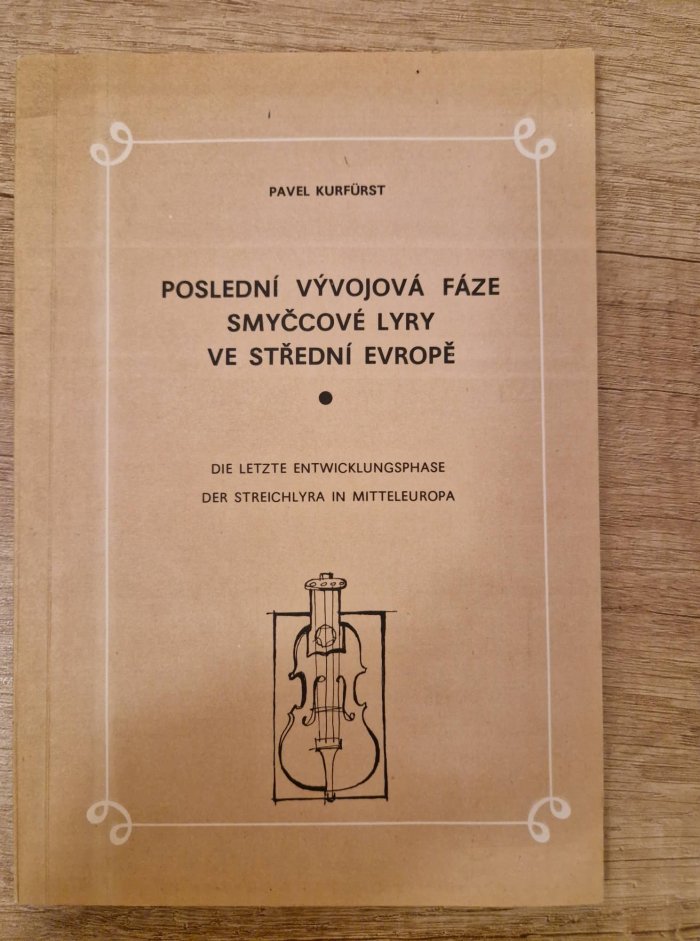 PAVEL KURFÜRST
POSLEDNÍ VÝVOJOVÁ FÁZE
SMYČCOVÉ LYRY
VE STŘEDNÍ EVROPĚ
DIE LETZTE ENTWICKLUNGSPHASE
DER STREICHLYRA IN MITTELEUROPA